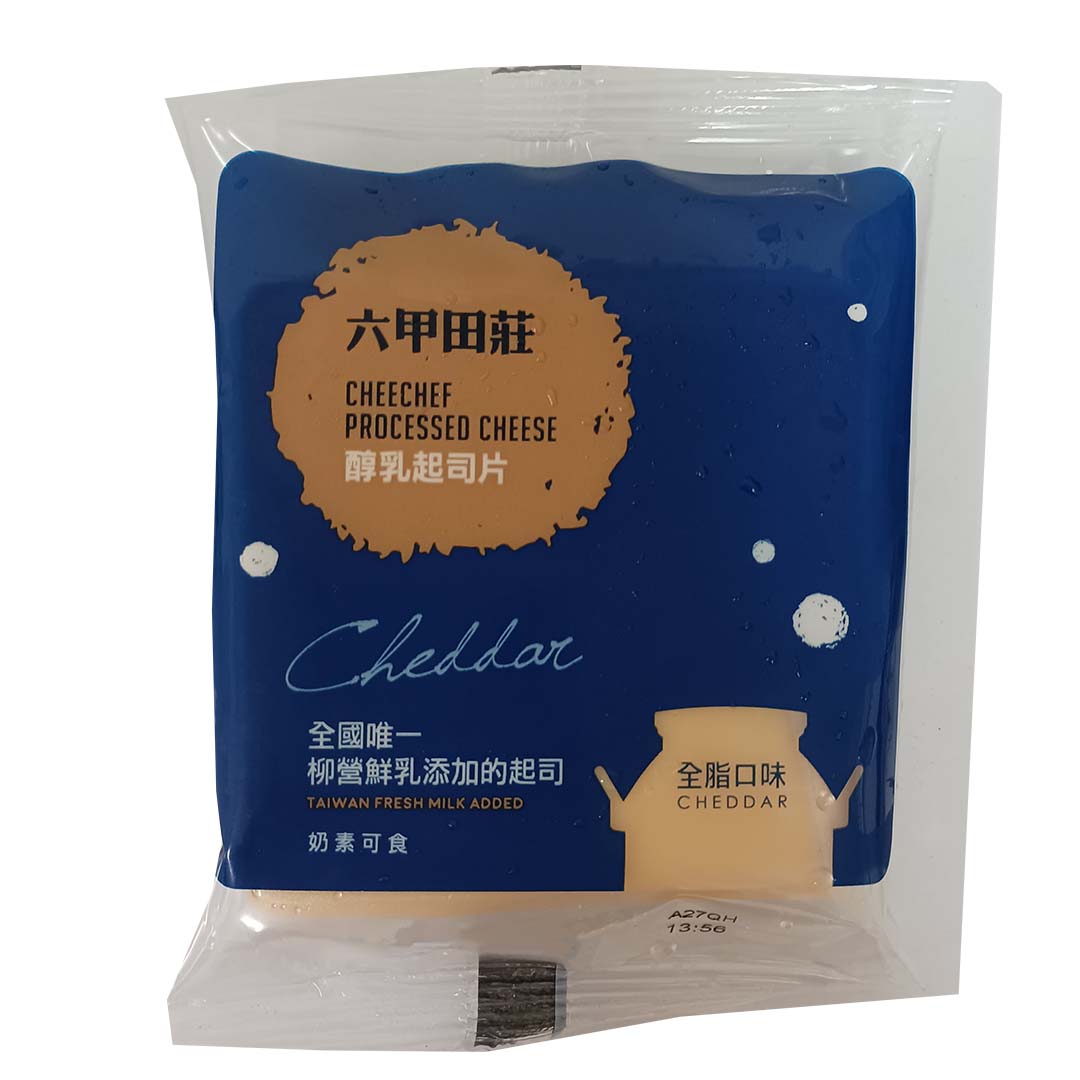 六甲田莊
CHEECHEF
PROCESSED CHEESE
醇乳起司片
Cheddar
全國唯一
柳營鮮乳添加的起司
TAIWAN FRESH MILK ADDED
奶素可食
全脂口味
CHEDDAR
A27QH
13:56